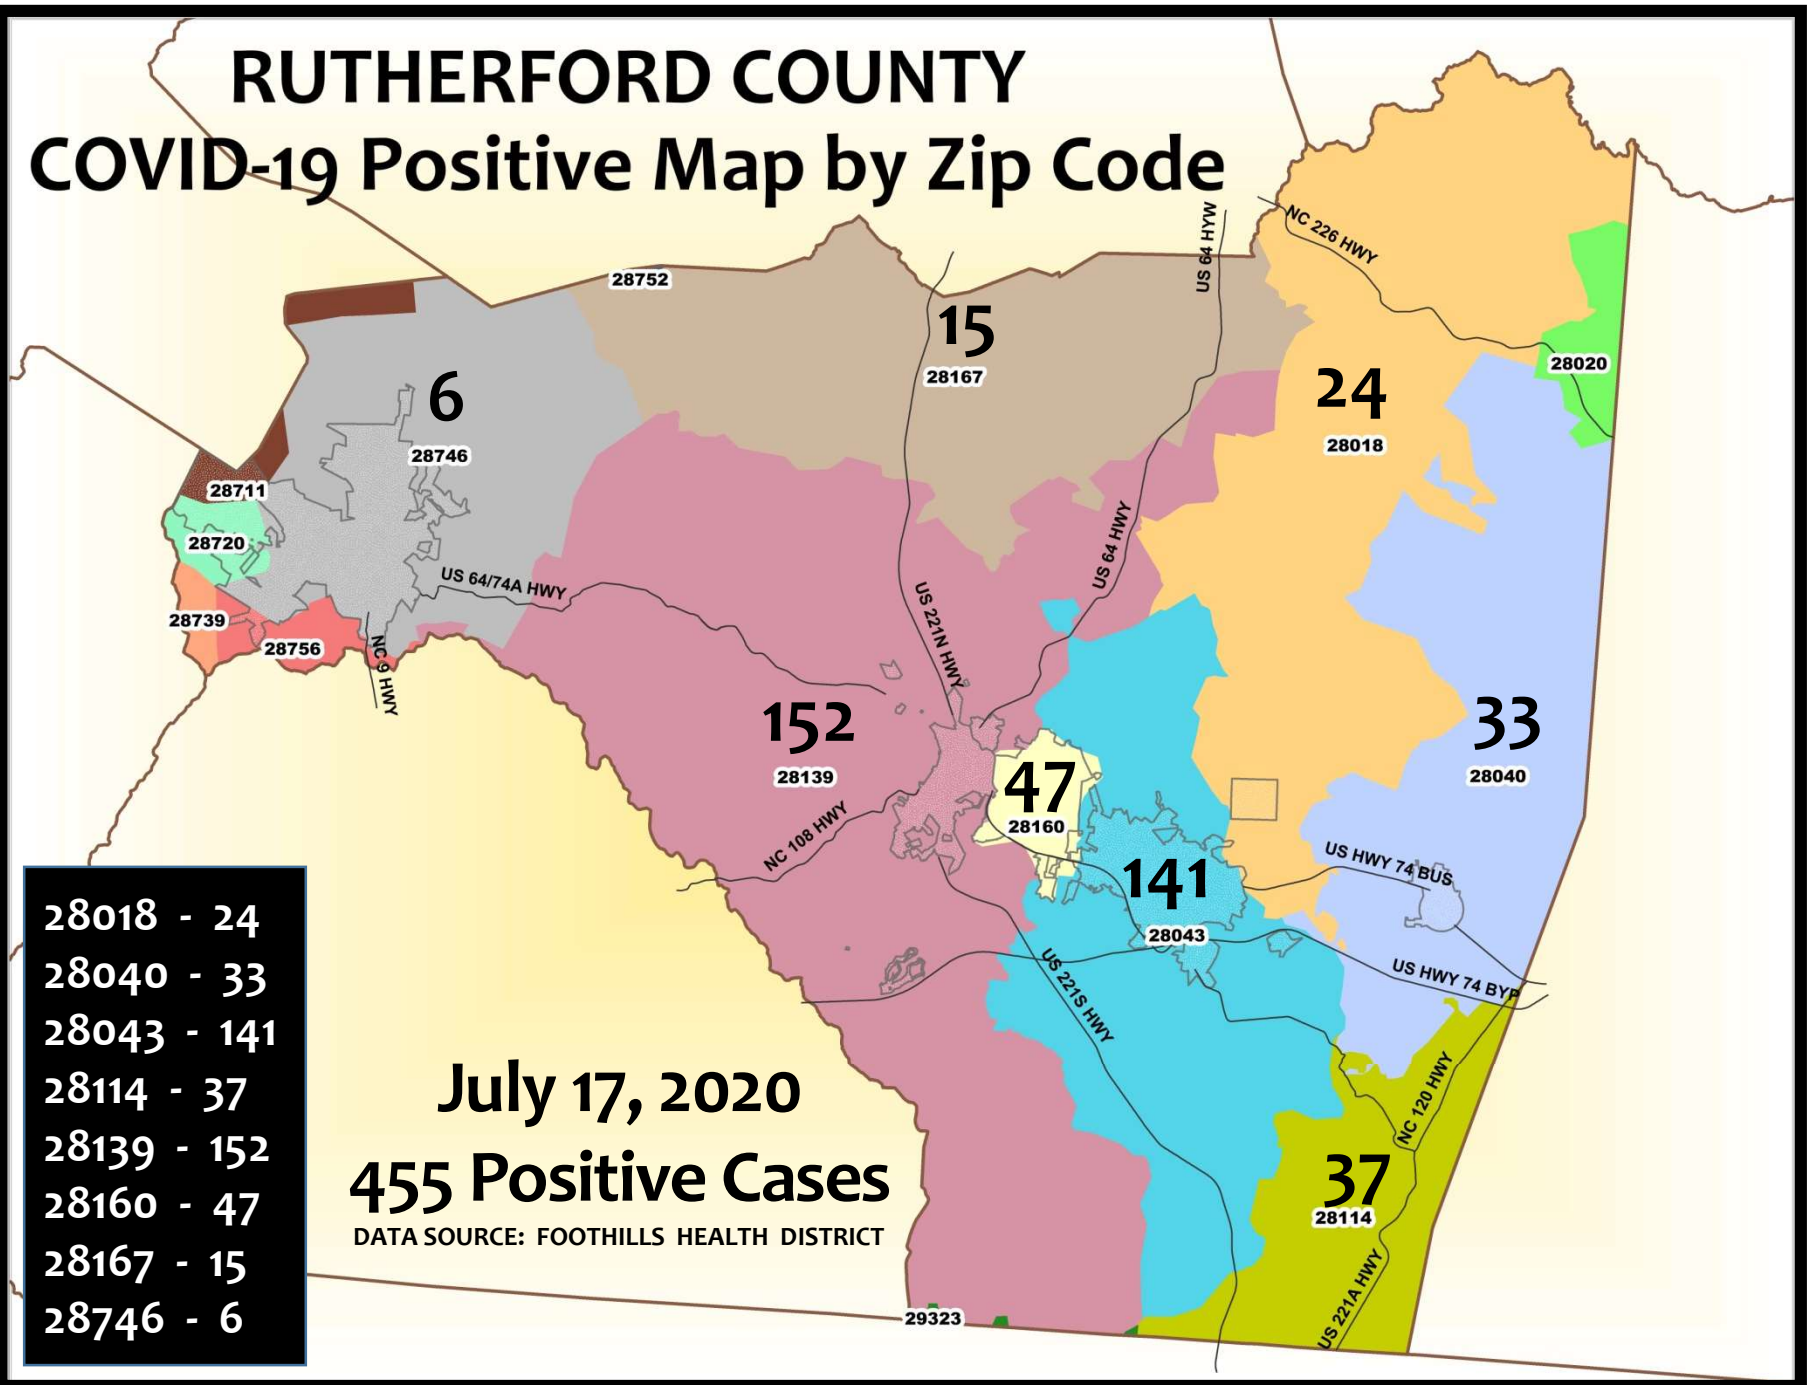 RUTHERFORD COUNTY
COVID-19 Positive Map by Zip Code
US 64 HYW
NC 226 HWY
28752
15
28167
28020
24
28018
6
28746
28711
28720
US 64/74A HWY
US 64 HWY
28739
28756
NC 9 HWY
US 221N HWY
152
28139
33
28040
47
28160
NC 108 HWY
US HWY 74 BUS
141
28043
US 221S HWY
US HWY 74 BYP
28018 - 24
28040 - 33
28043 - 141
28114 - 37
28139 - 152
28160 - 47
28167 - 15
28746 - 6
July 17, 2020
455 Positive Cases
DATA SOURCE: FOOTHILLS HEALTH DISTRICT
NC 120 HWY
37
28114
US 221A HWY
29323